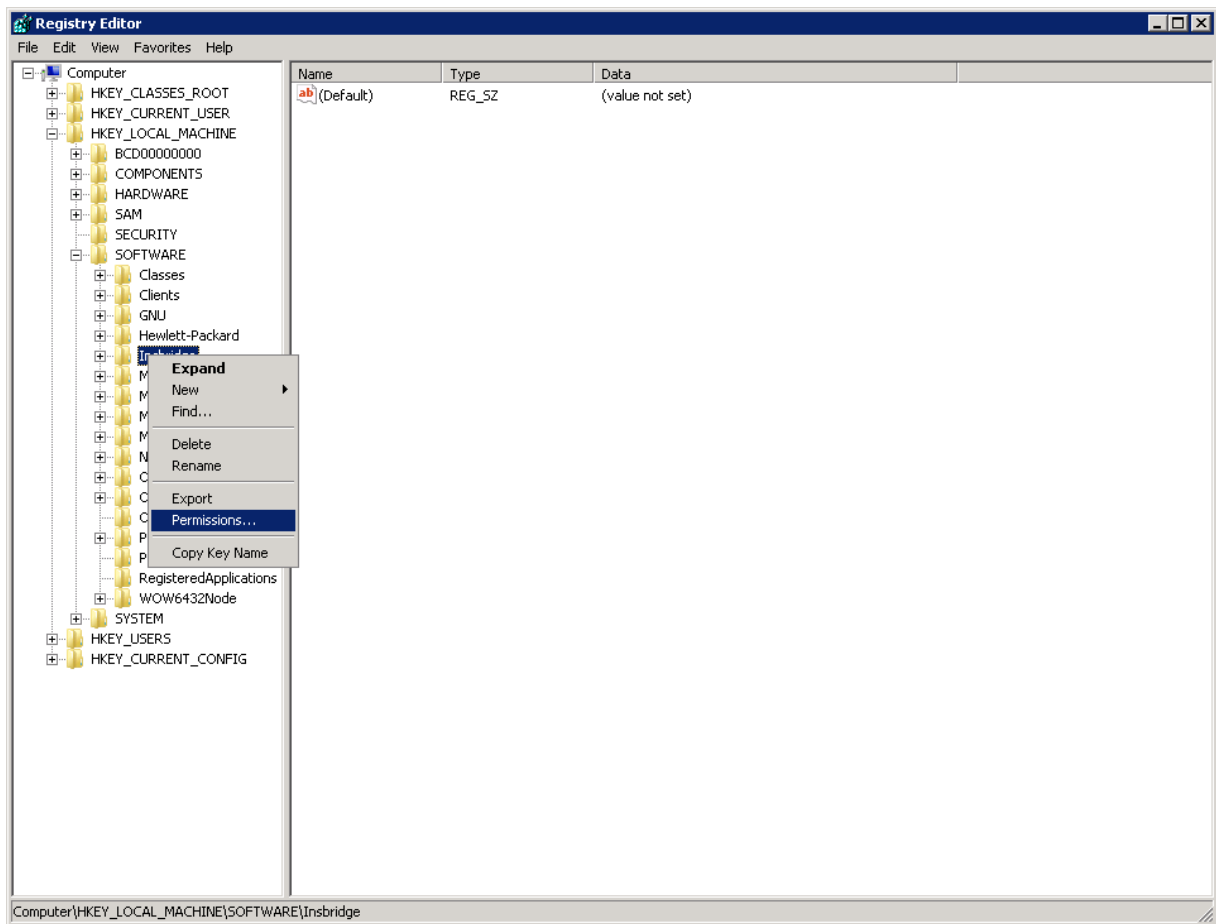 Registry Editor
File Edit View Favorites Help
Computer
HKEY_CLASSES_ROOT
HKEY_CURRENT_USER
HKEY_LOCAL_MACHINE
BCD00000000
COMPONENTS
HARDWARE
SAM
SECURITY
SOFTWARE
Classes
Clients
GNU
Hewlett-Packard
Insbridge
M
M
M
M
N
O
O
O
P
P
RegisteredApplications
WOW6432Node
SYSTEM
HKEY_USERS
HKEY_CURRENT_CONFIG
Expand
New
Find...
Delete
Rename
Export
Permissions...
Copy Key Name
Name Type Data
ab (Default) REG_SZ (value not set)
Computer\HKEY_LOCAL_MACHINE\SOFTWARE\Insbridge